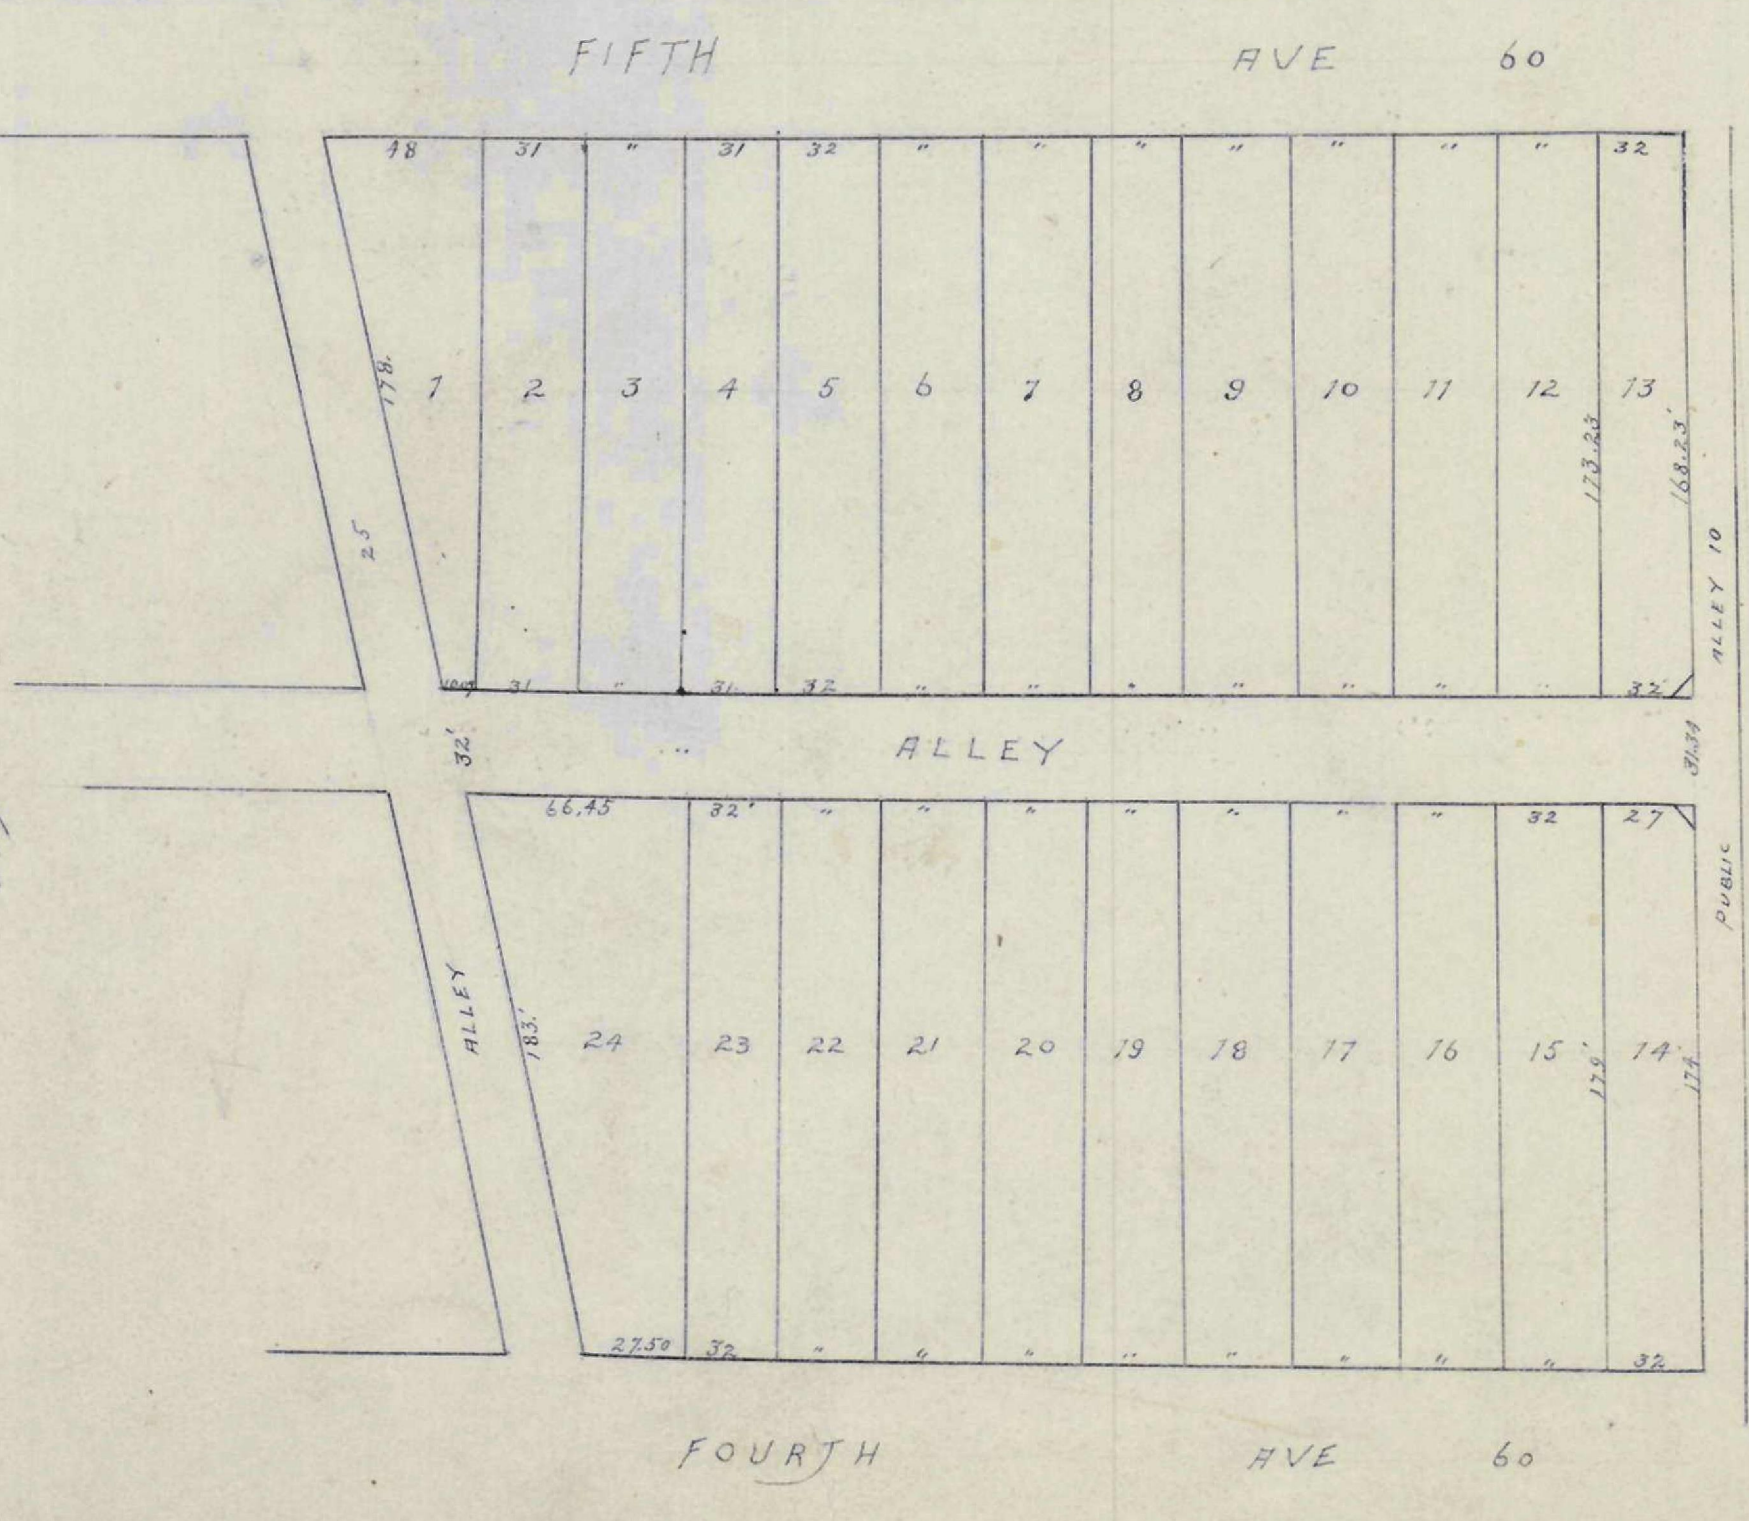 FIFTH AVE 60
48 31 " 31 32 " " " " " " " 32
178.
1 2 3 4 5 6 7 8 9 10 11 12 13
173.23
168.23'
25
ALLEY 10
31 " 31. 32 " " " " " " " 32'
32'
ALLEY
31.34
66.45 32' " " " " " " " 32 27
PUBLIC
ALLEY
183.'
24 23 22 21 20 19 18 17 16 15 14
179'
174
27.50 32 " " " " " " " " 32
FOURTH AVE 60